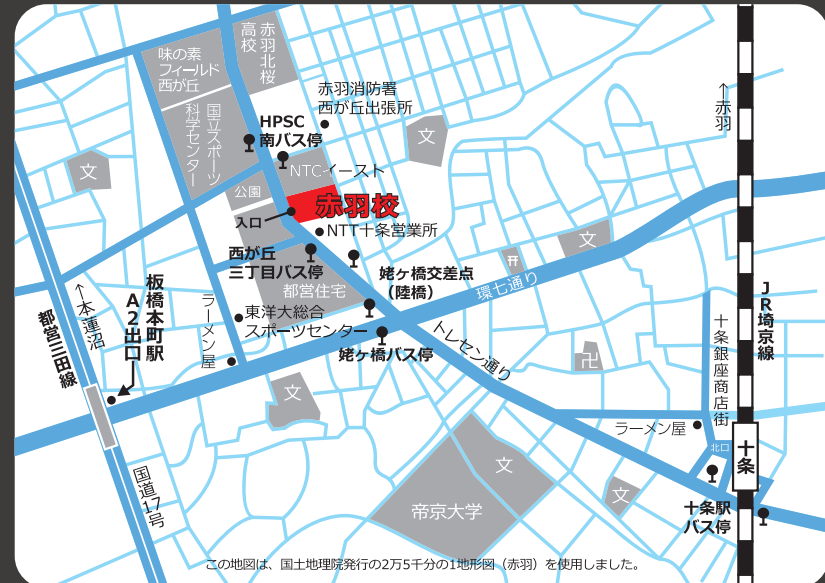 味の素
フィールド
西が丘
赤羽北桜
高校
国立スポーツ
科学センター
HPSC
南バス停
赤羽消防署
西が丘出張所
文
文
NTCイースト
公園
赤羽校
入口
NTT十条営業所
西が丘
三丁目バス停
都営住宅
姥ヶ橋交差点
(陸橋)
环七通り
文
←赤羽
JR埼京線
←本蓮沼
都営三田線
板橋本町駅
A2出口
ラーメン屋
東洋大総合
スポーツセンター
姥ヶ橋バス停
トレセン通り
卍
十条銀座商店街
ラーメン屋
北口
十条
十条駅
バス停
文
文
文
帝京大学
国道17号
この地図は、国土地理院発行の2万5千分の1地形図(赤羽)を使用しました。